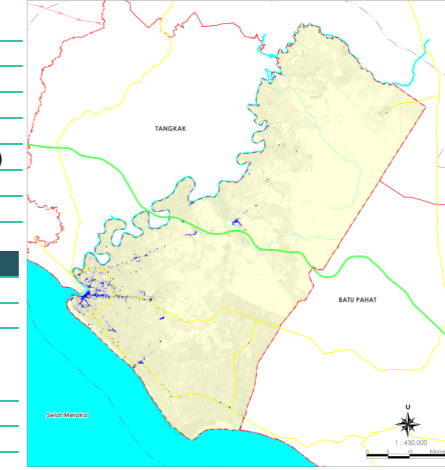 TANGKAK
BATU PAHAT
Selat Melaka
U
1 : 430,000